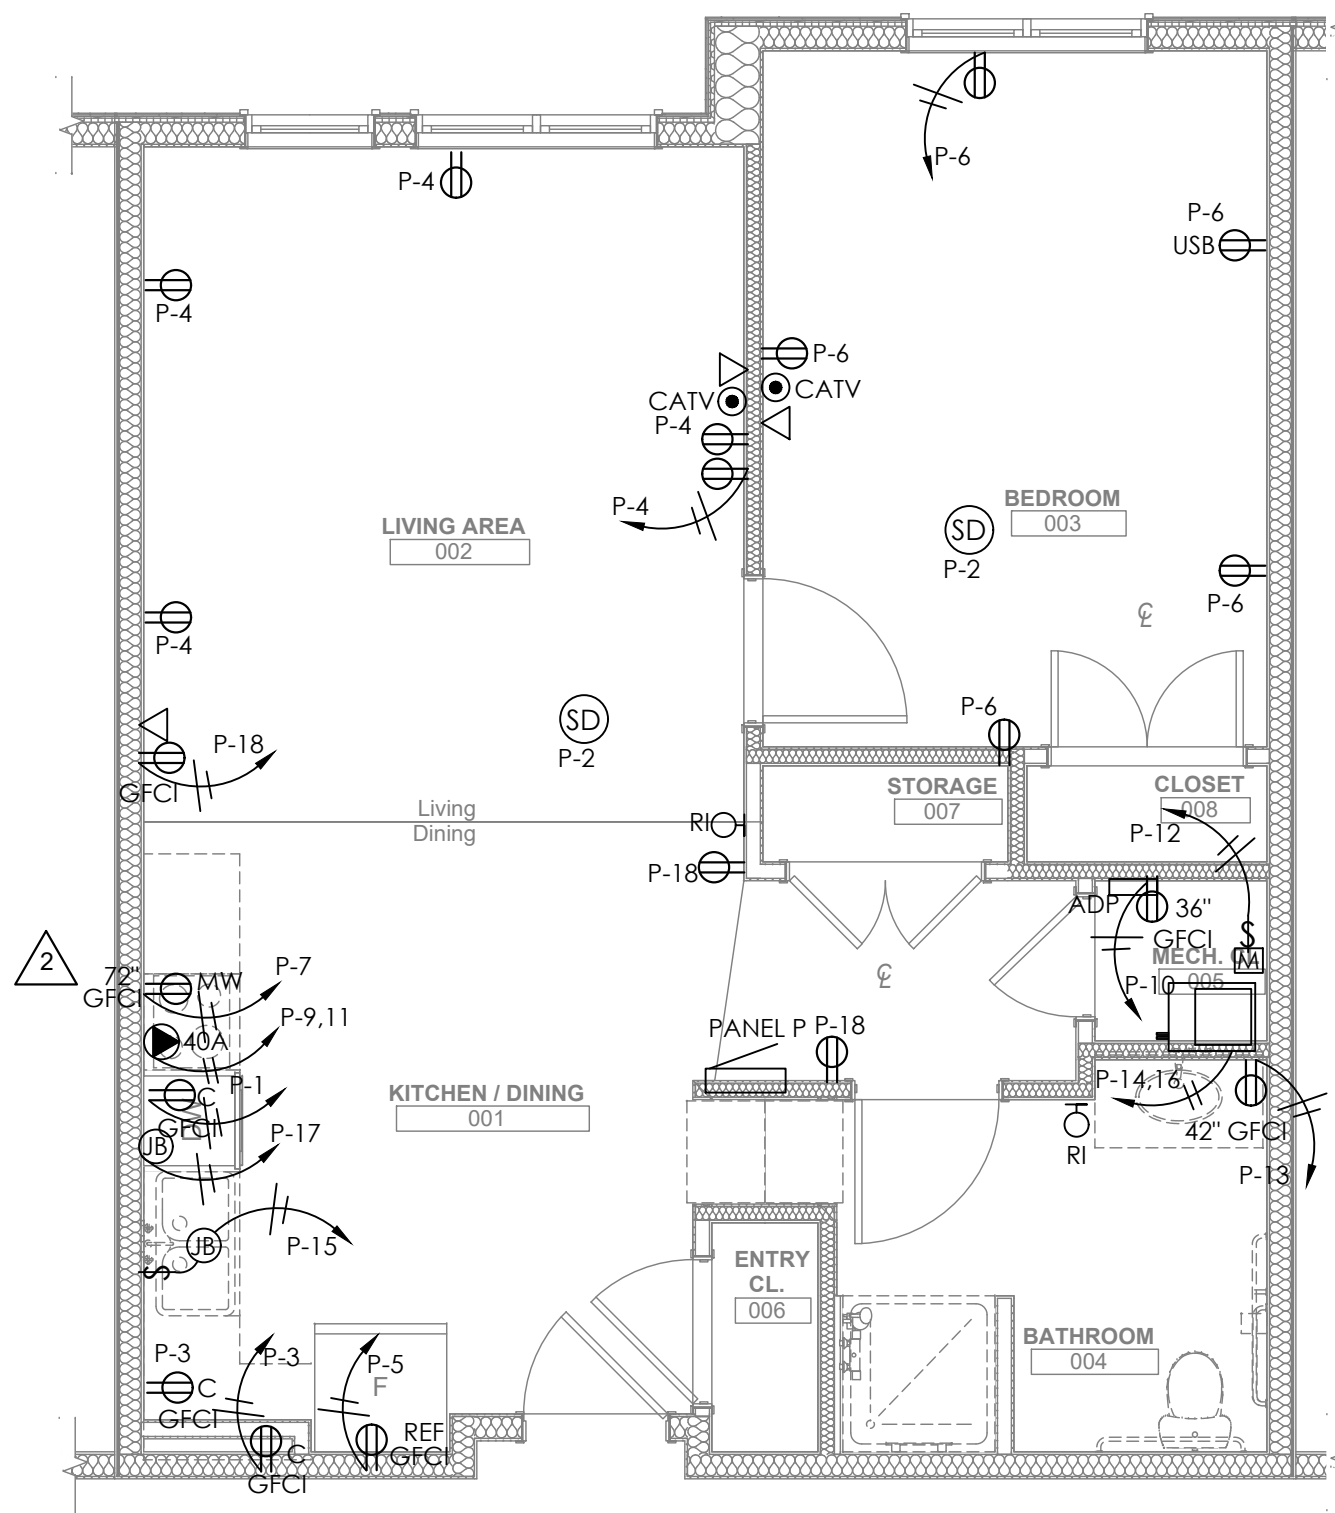 P-6
P-4
P-6
USB
P-4
P-6
CATV
CATV
P-4
P-4
BEDROOM
003
LIVING AREA
002
SD
P-2
P-6
P-4
P-6
SD
P-2
P-18
GFCI
STORAGE
007
CLOSET
008
Living
Dining
RI
P-12
P-18
ADP
36"
GFCI
S
M
MECH. C
005
P-10
2
72"
GFCI
MW
P-7
P-9,11
40A
PANEL P
P-18
C
P-1
GFCI
KITCHEN / DINING
001
P-14,16
42" GFCI
RI
JB
P-17
P-13
JB
P-15
S
ENTRY
CL.
006
BATHROOM
004
P-3
P-3
P-5
F
C
GFCI
REF
GFCI
C
GFCI